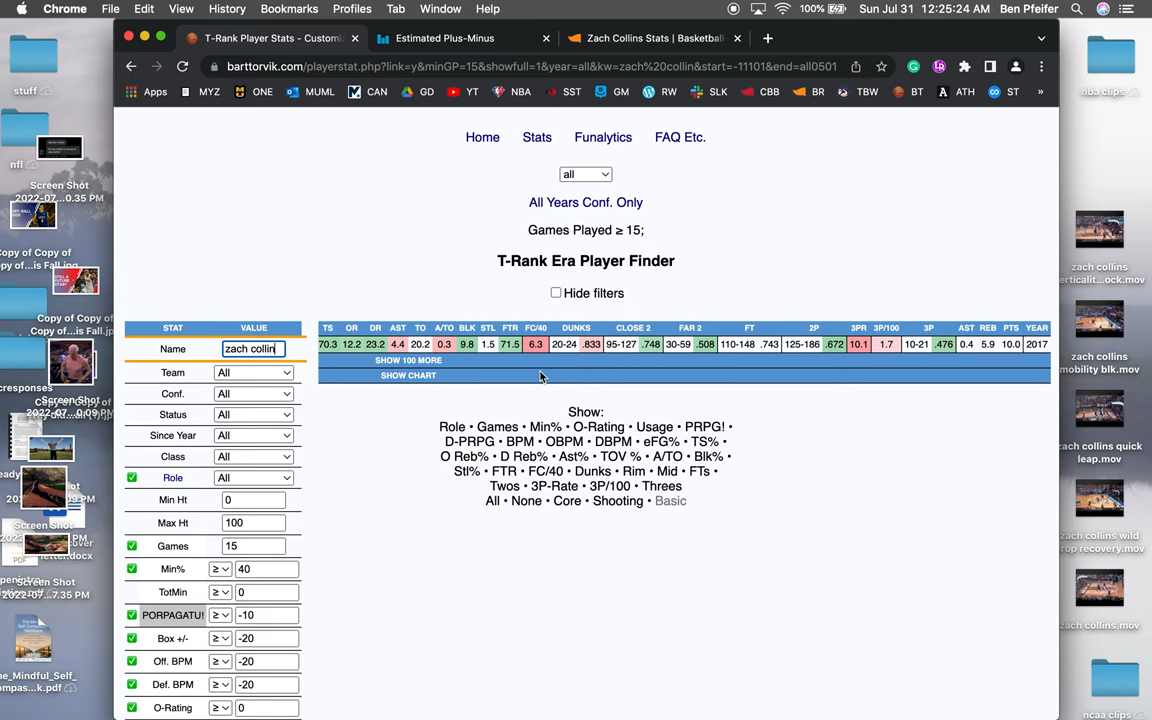 Chrome File Edit View History Bookmarks Profiles Tab Window Help 100% Sun Jul 31 12:25:24 AM Ben Pfeifer
T-Rank Player Stats - Customi
Estimated Plus-Minus
Zach Collins Stats | Basketball
barttorvik.com/playerstat.php?link=y&minGP=15&showfull=1&year=all&kw=zach%20collin&start=-11101&end=all0501
Apps MYZ ONE MUML CAN GD YT NBA SST GM RW SLK CBB BR TBW BT ATH ST »
Home Stats Funalytics FAQ Etc.
all
All Years Conf. Only
Games Played ≥ 15;
T-Rank Era Player Finder
Hide filters
STAT VALUE
Name zach collin
Team All
Conf. All
Status All
Since Year All
Class All
Role All
Min Ht 0
Max Ht 100
Games 15
Min% ≥ 40
TotMin ≥ 0
PORPAGATU! ≥ -10
Box +/- ≥ -20
Off. BPM ≥ -20
Def. BPM ≥ -20
O-Rating ≥ 0
TS OR DR AST TO A/TO BLK STL FTR FC/40 DUNKS CLOSE 2 FAR 2 FT 2P 3PR 3P/100 3P AST REB PTS YEAR
70.3 12.2 23.2 4.4 20.2 0.3 9.8 1.5 71.5 6.3 20-24 .833 95-127 .748 30-59 .508 110-148 .743 125-186 .672 10.1 1.7 10-21 .476 0.4 5.9 10.0 2017
SHOW 100 MORE
SHOW CHART
Show:
Role • Games • Min% • O-Rating • Usage • PRPG! •
D-PRPG • BPM • OBPM • DBPM • eFG% • TS% •
O Reb% • D Reb% • Ast% • TOV % • A/TO • Blk% •
Stl% • FTR • FC/40 • Dunks • Rim • Mid • FTs •
Twos • 3P-Rate • 3P/100 • Threes
All • None • Core • Shooting • Basic
stuff
nfl
Screen Shot
2022-07...0.35 PM
nba clips
zach collins
zach collins
mobility blk.mov
zach collins quick
leap.mov
zach collins wild
zach collins.mov
ncaa clips